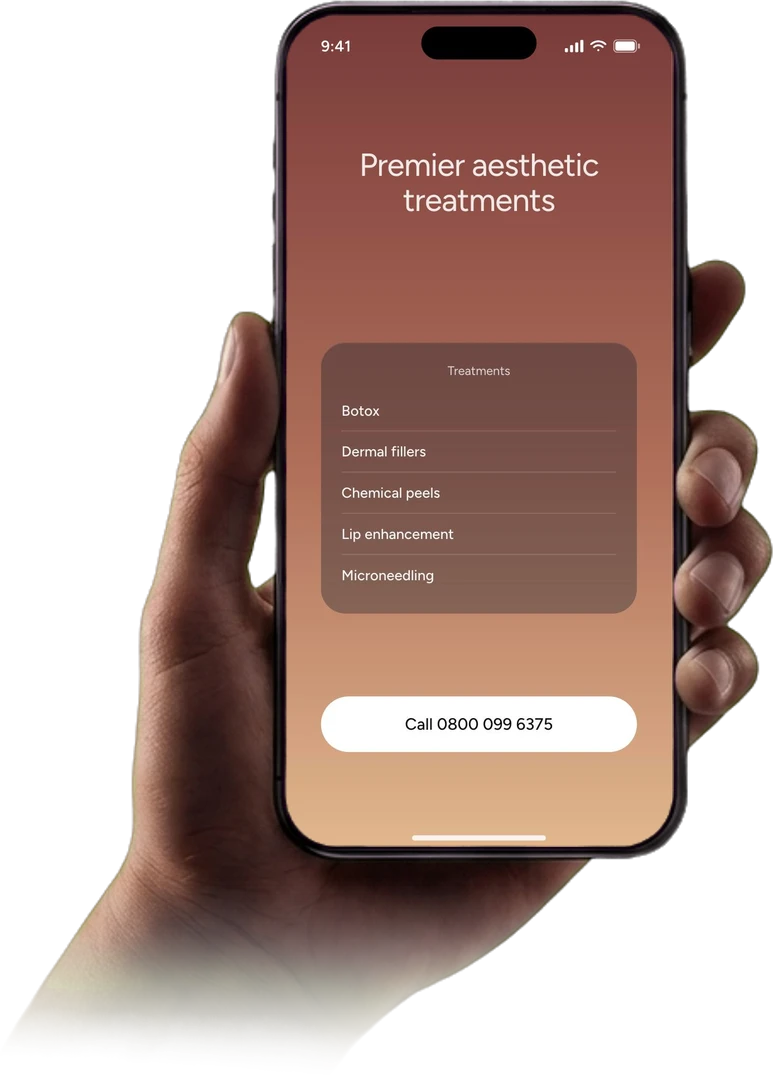 9:41
Premier aesthetic
treatments
Treatments
Botox
Dermal fillers
Chemical peels
Lip enhancement
Microneedling
Call 0800 099 6375